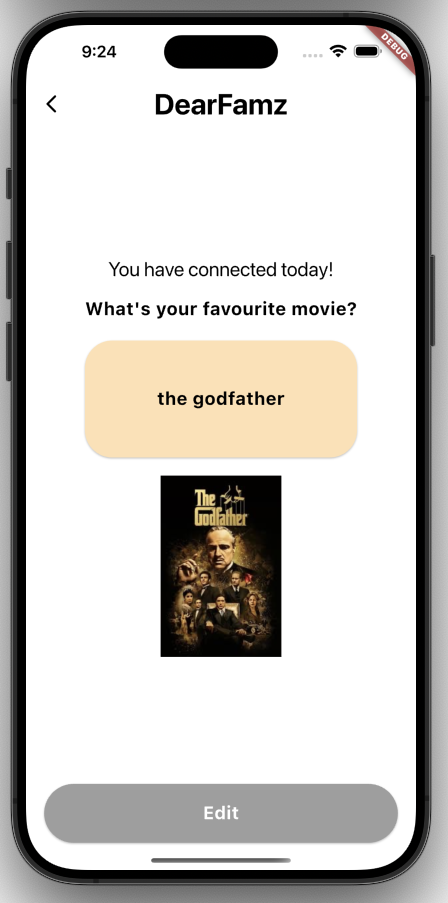 9:24
DEBUG
DearFamz
You have connected today!
What's your favourite movie?
the godfather
The
Godfather
Edit